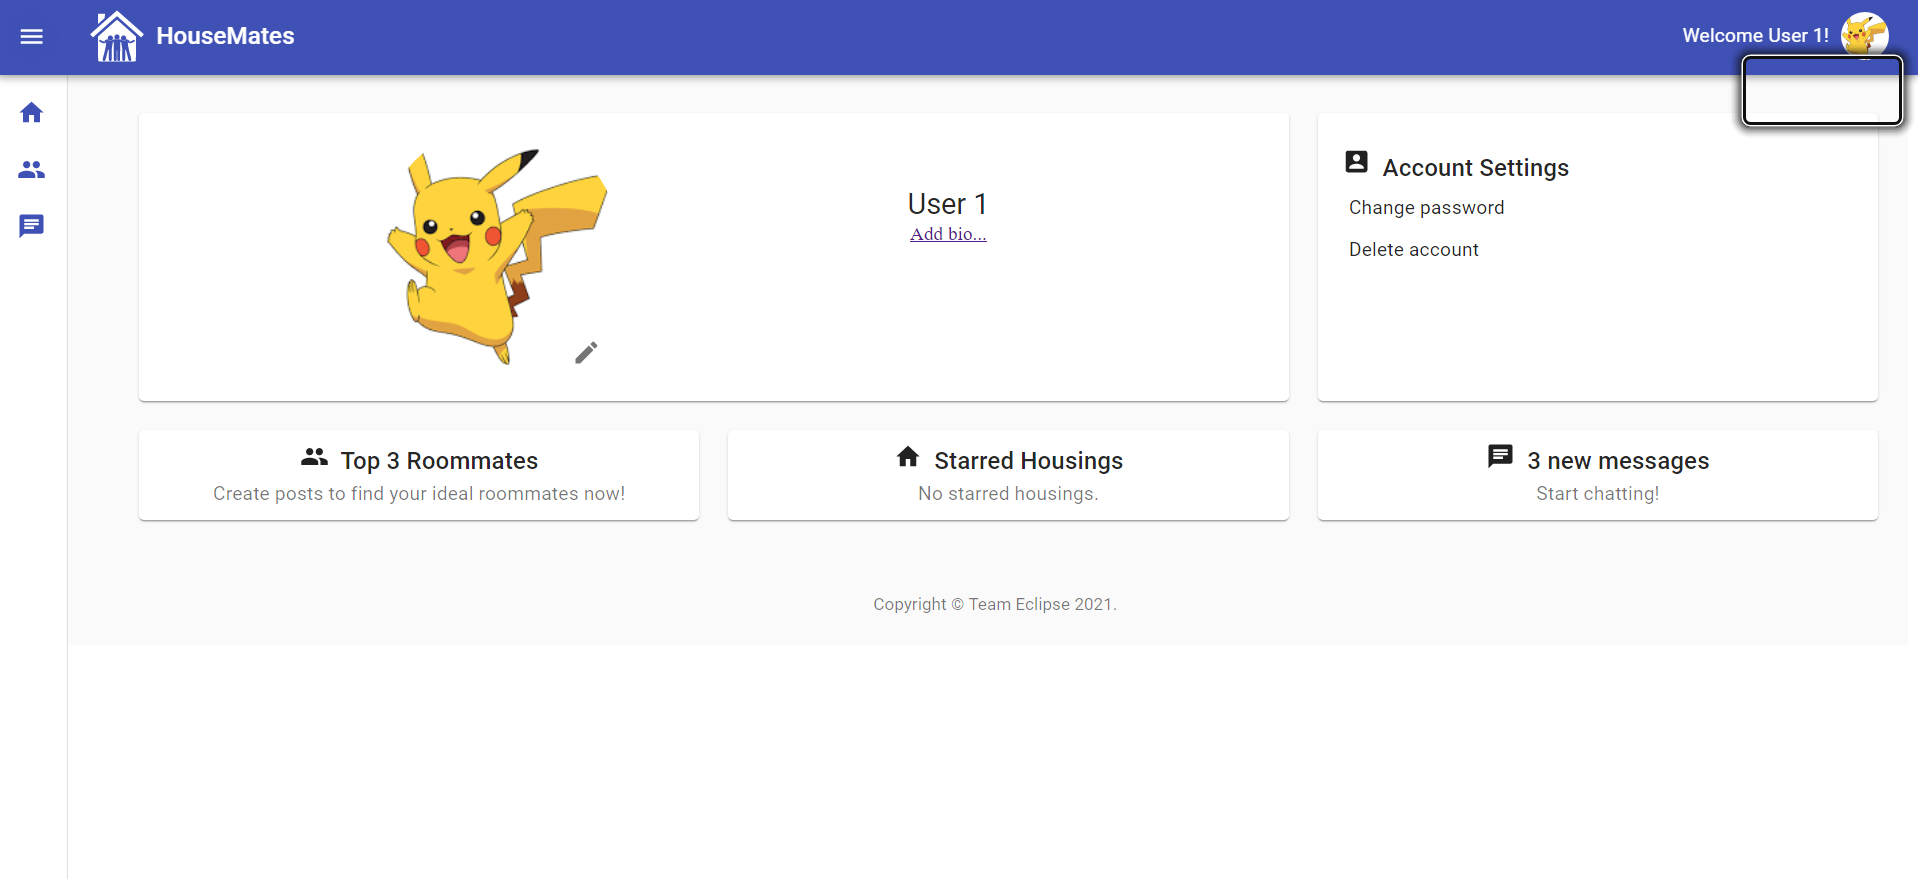 HouseMates
Welcome User 1!
User 1
Add bio...
Account Settings
Change password
Delete account
Top 3 Roommates
Create posts to find your ideal roommates now!
Starred Housings
No starred housings.
3 new messages
Start chatting!
Copyright © Team Eclipse 2021.